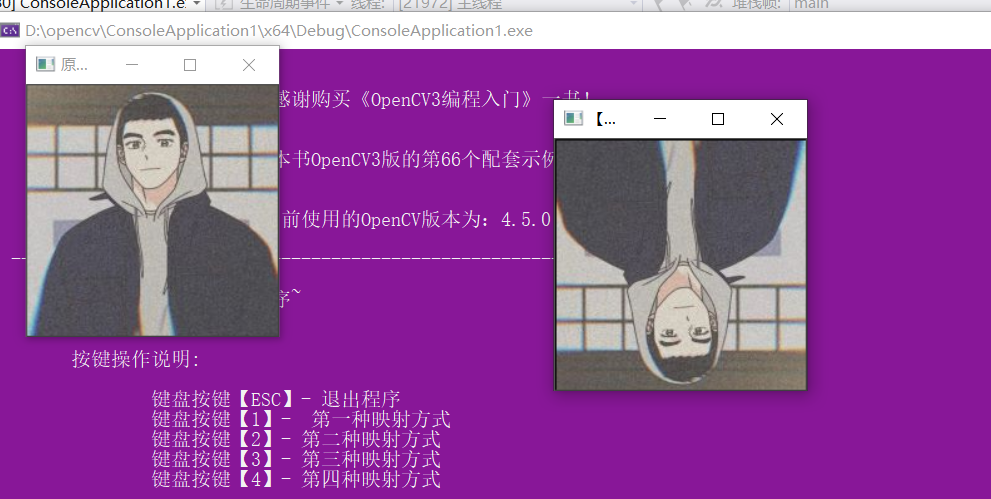 ConsoleApplication1.e 生命周期事件 线程: [21972] 主线程 堆栈帧: main
D:\opencv\ConsoleApplication1\x64\Debug\ConsoleApplication1.exe
原...
感谢购买《OpenCV3编程入门》一书!
【...
本书OpenCV3版的第66个配套示例
前使用的OpenCV版本为: 4.5.0
序~
按键操作说明:
键盘按键【ESC】- 退出程序
键盘按键【1】- 第一种映射方式
键盘按键【2】- 第二种映射方式
键盘按键【3】- 第三种映射方式
键盘按键【4】- 第四种映射方式